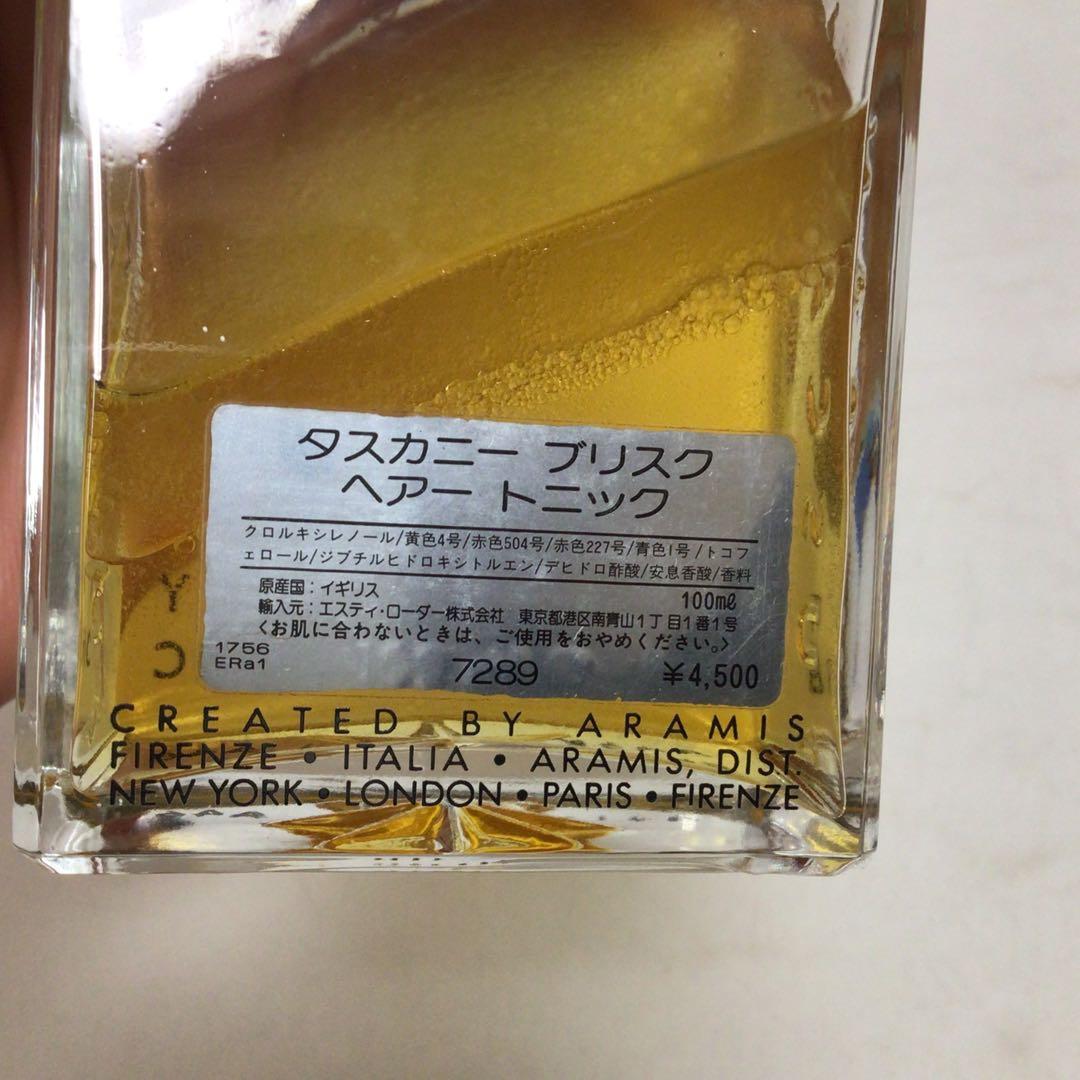 タスカニー ブリスク
ヘアー トニック
クロルキシレノール/黄色4号/赤色504号/赤色227号/青色1号/トコフ
ェロール/ジブチルヒドロキシトルエン/デヒドロ酢酸/安息香酸/香料
原産国：イギリス 100㎖
輸入元：エスティ・ローダー株式会社 東京都港区南青山1丁目1番1号
〈お肌に合わないときは、ご使用をおやめください。〉
1756
ERa1 7289 ¥4,500
CREATED BY ARAMIS
FIRENZE • ITALIA • ARAMIS, DIST.
NEW YORK • LONDON • PARIS • FIRENZE